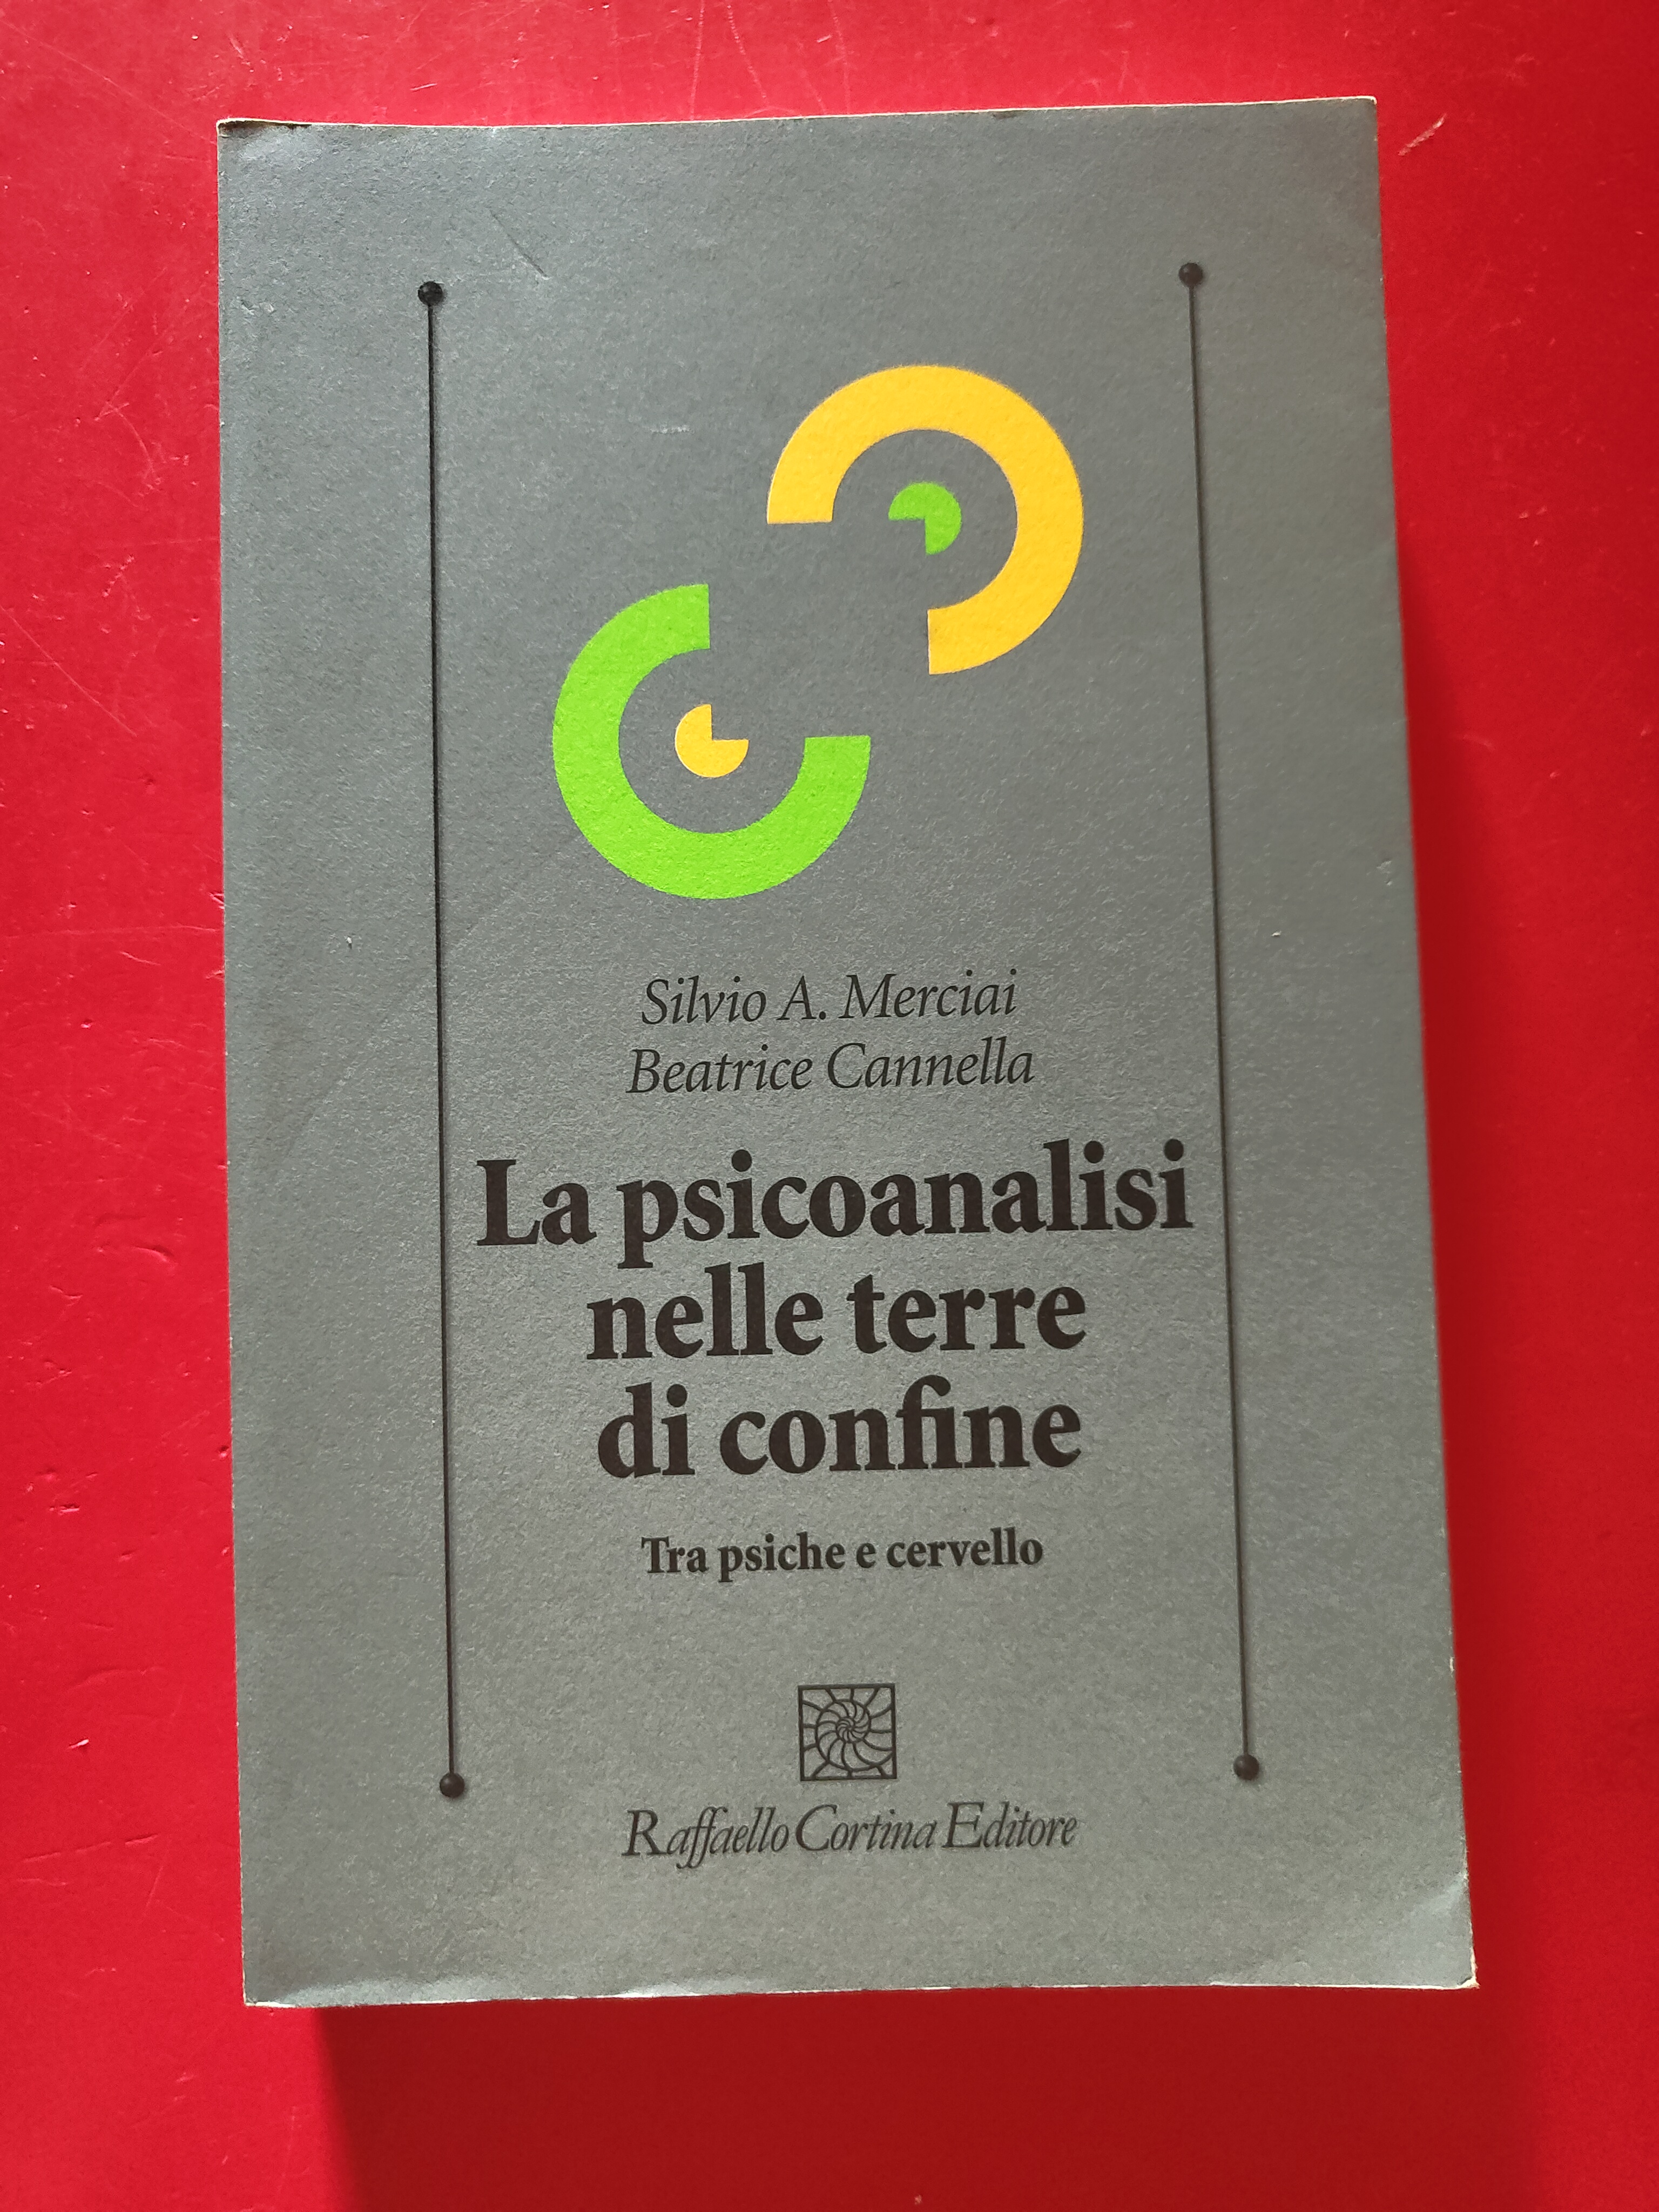 Silvio A. Merciai
Beatrice Cannella
La psicoanalisi
nelle terre
di confine
Tra psiche e cervello
Raffaello Cortina Editore